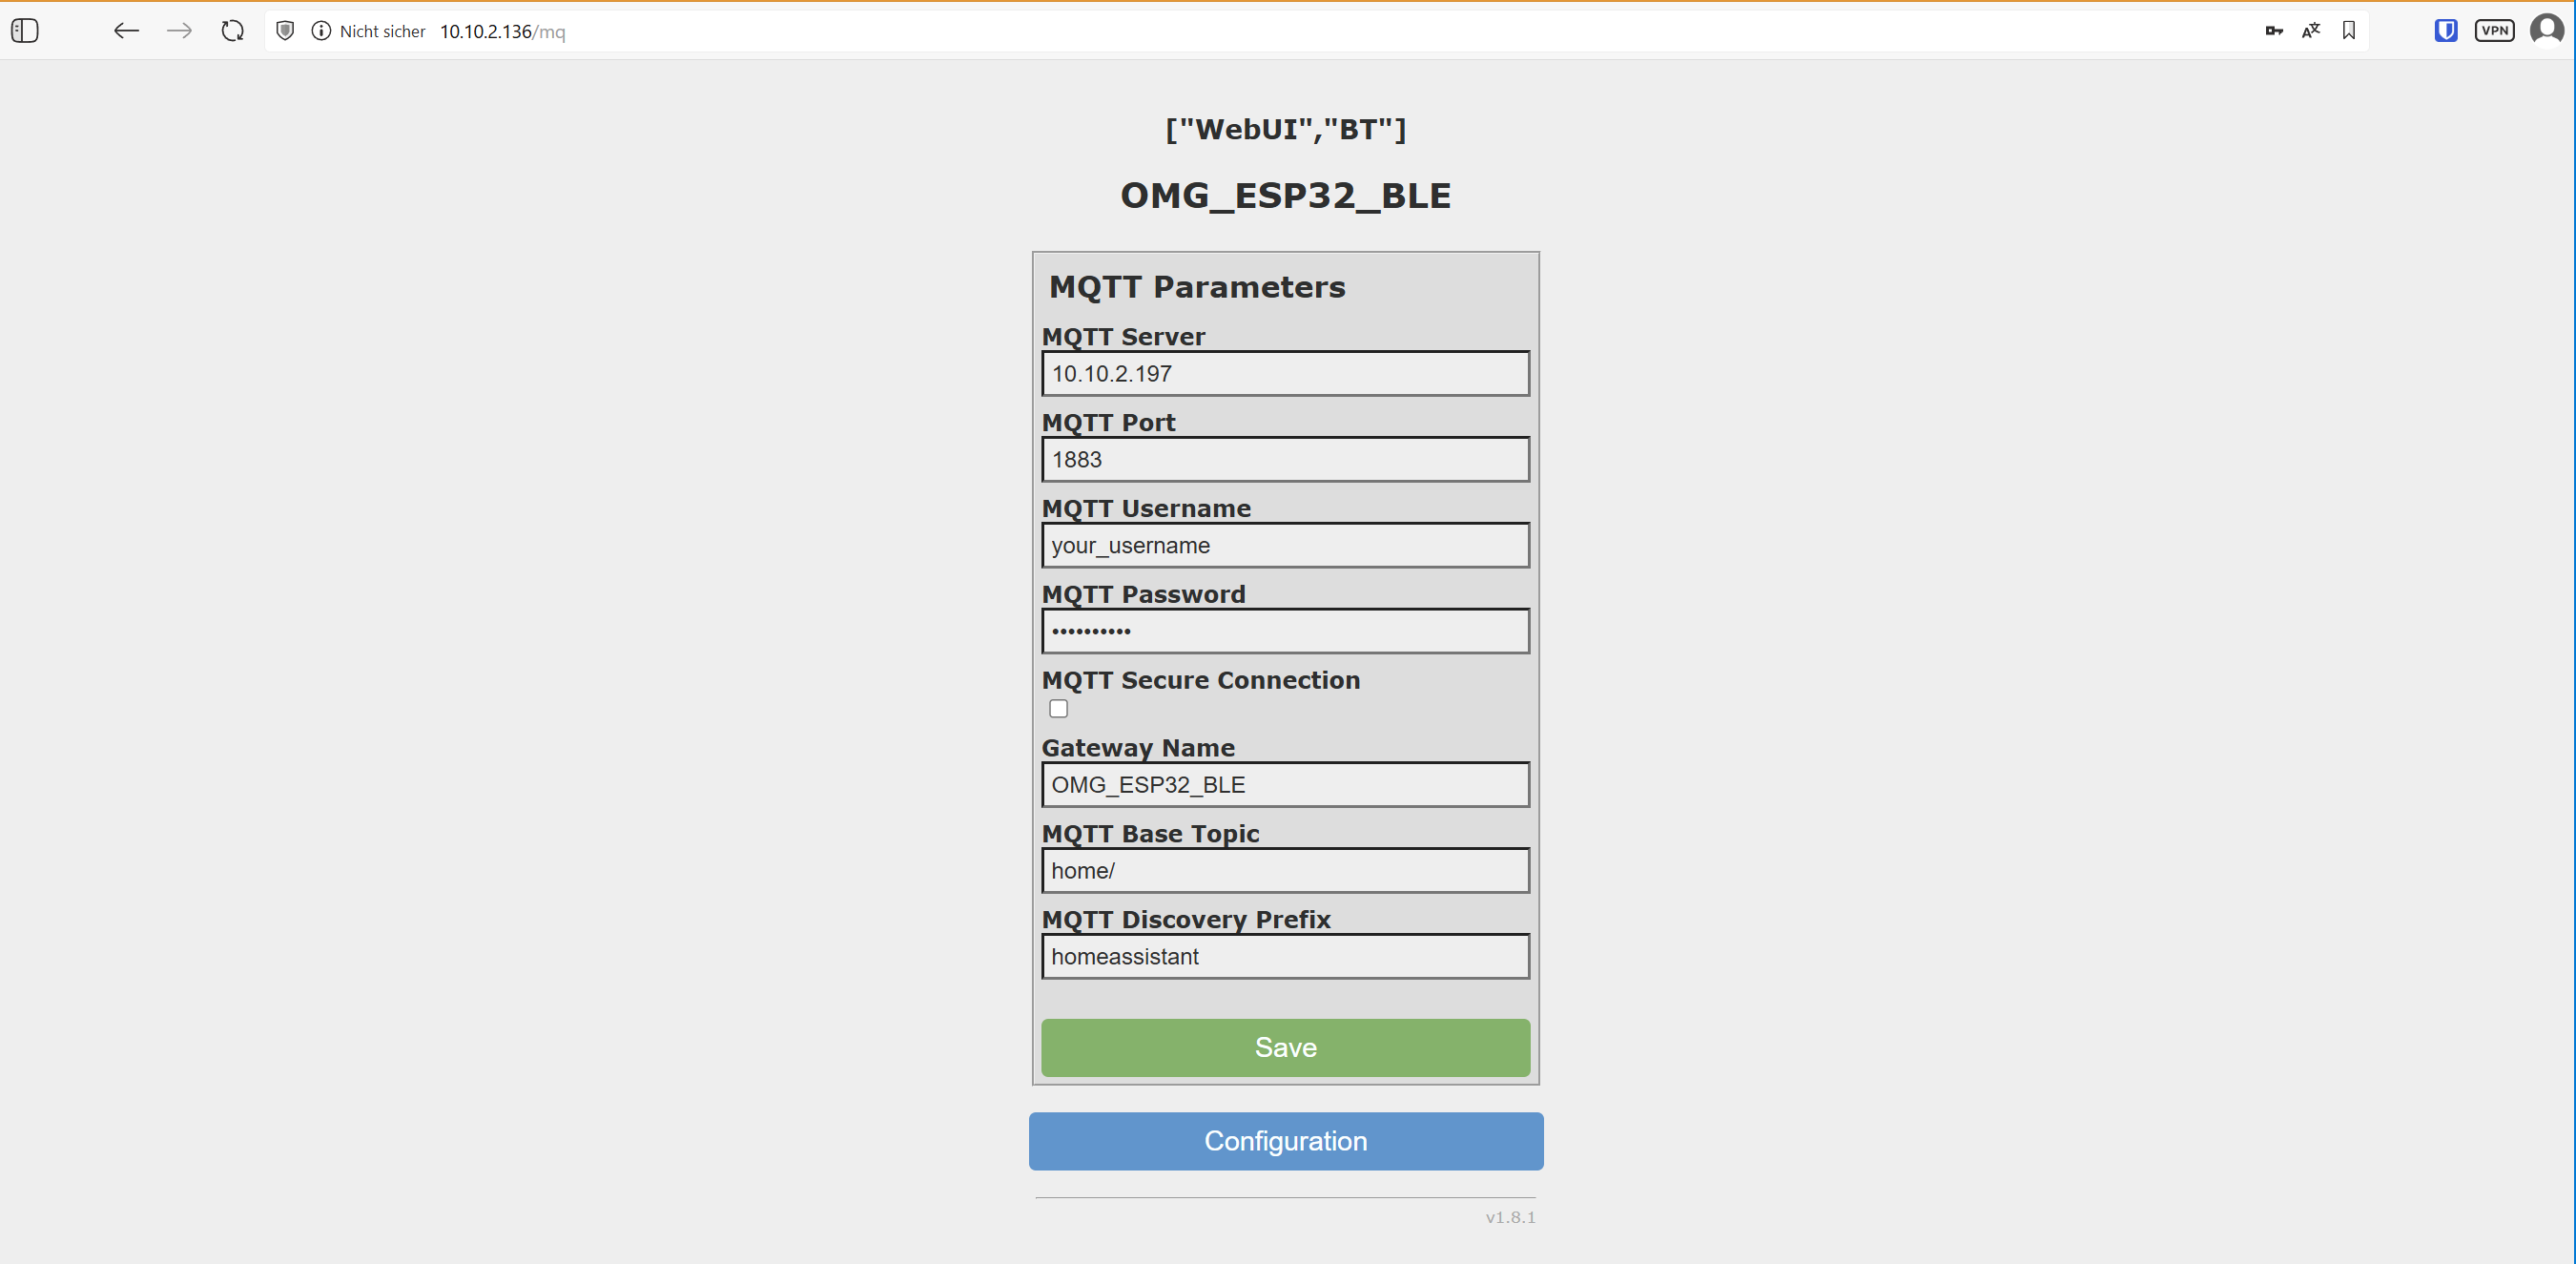 Nicht sicher 10.10.2.136/mq
VPN
["WebUI","BT"]
OMG_ESP32_BLE
MQTT Parameters
MQTT Server
10.10.2.197
MQTT Port
1883
MQTT Username
your_username
MQTT Password
••••••••••
MQTT Secure Connection
Gateway Name
OMG_ESP32_BLE
MQTT Base Topic
home/
MQTT Discovery Prefix
homeassistant
Save
Configuration
v1.8.1